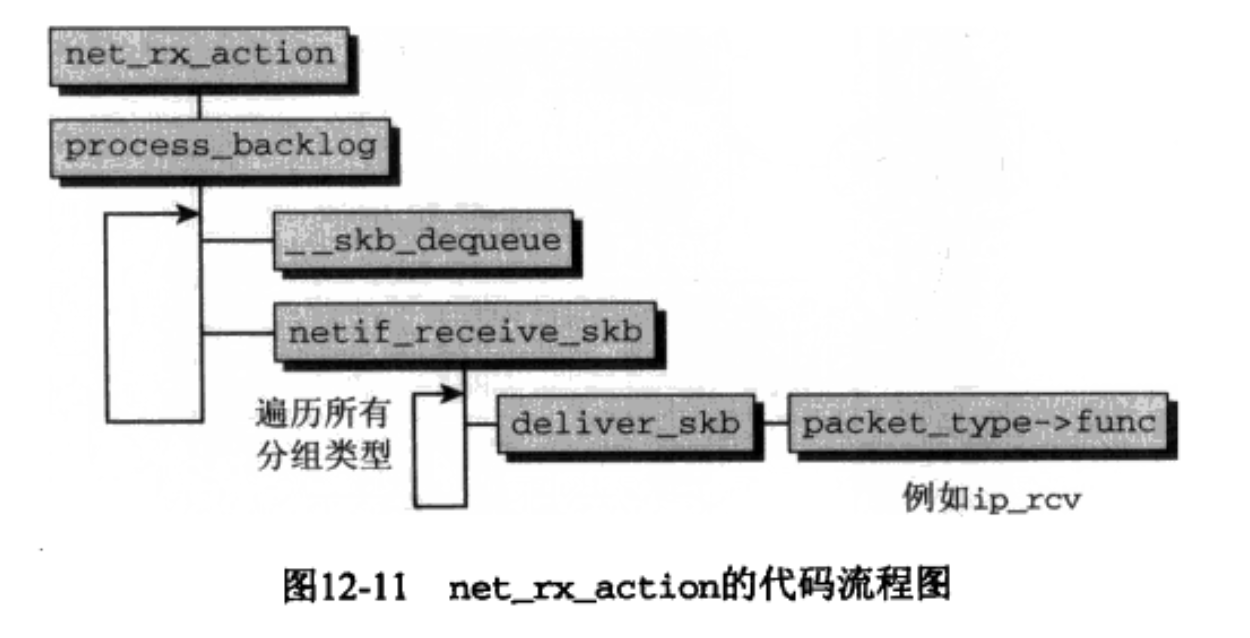 net_rx_action
process_backlog
__skb_dequeue
netif_receive_skb
遍历所有
分组类型
deliver_skb
packet_type->func
例如ip_rcv
图12-11 net_rx_action的代码流程图